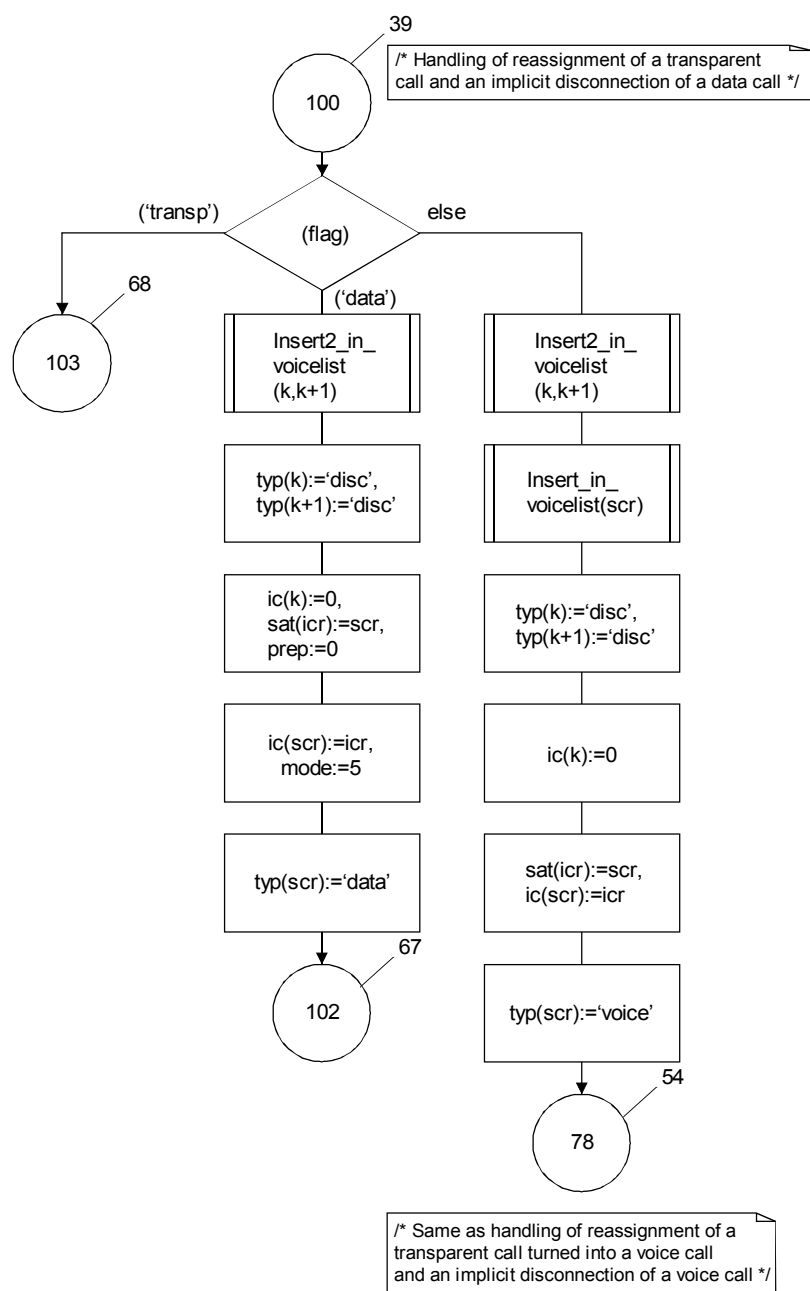 39
/* Handling of reassignment of a transparent
call and an implicit disconnection of a data call */
100
(‘transp’)
(flag)
else
(‘data’)
68
103
Insert2_in_
voicelist
(k,k+1)
typ(k):=‘disc’,
typ(k+1):=‘disc’
ic(k):=0,
sat(icr):=scr,
prep:=0
ic(scr):=icr,
mode:=5
typ(scr):=‘data’
67
102
Insert2_in_
voicelist
(k,k+1)
Insert_in_
voicelist(scr)
typ(k):=‘disc’,
typ(k+1):=‘disc’
ic(k):=0
sat(icr):=scr,
ic(scr):=icr
typ(scr):=‘voice’
54
78
/* Same as handling of reassignment of a
transparent call turned into a voice call
and an implicit disconnection of a voice call */